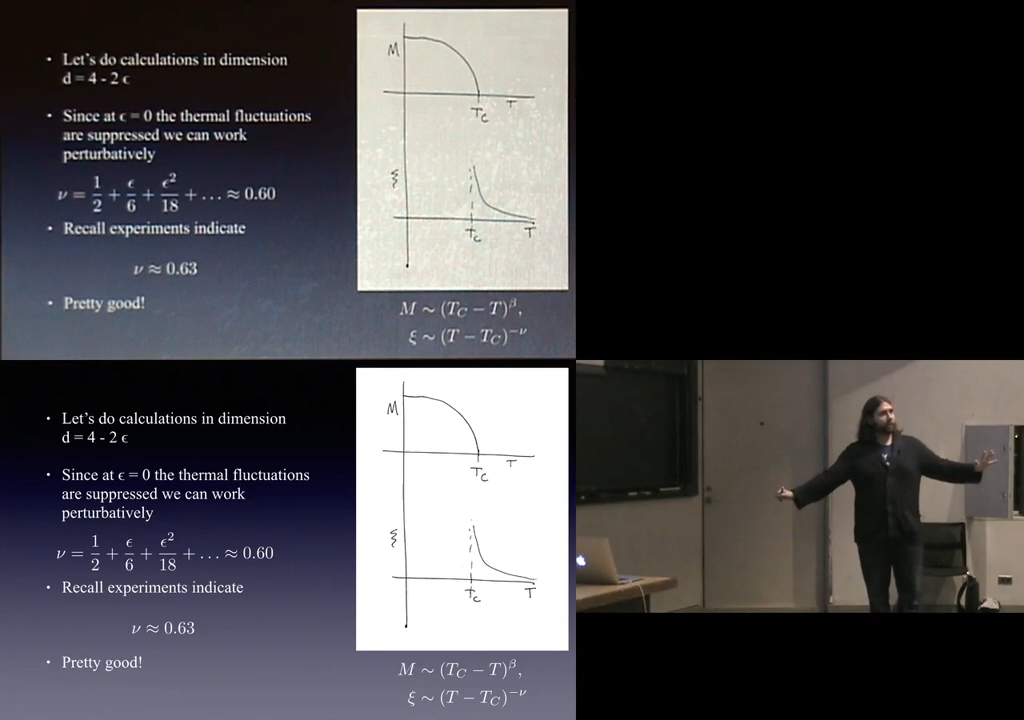 • Let's do calculations in dimension
d = 4 - 2 ϵ
• Since at ϵ = 0 the thermal fluctuations
are suppressed we can work
perturbatively
ν = 1/2 + ϵ/6 + ϵ²/18 + … ≈ 0.60
• Recall experiments indicate
ν ≈ 0.63
• Pretty good!
M
T_C
T
ξ
T_C
T
M ∼ (T_C − T)^β,
ξ ∼ (T − T_C)^{−ν}
• Let's do calculations in dimension
d = 4 - 2 ϵ
• Since at ϵ = 0 the thermal fluctuations
are suppressed we can work
perturbatively
ν = 1/2 + ϵ/6 + ϵ²/18 + … ≈ 0.60
• Recall experiments indicate
ν ≈ 0.63
• Pretty good!
M
T_C
T
ξ
T_C
T
M ∼ (T_C − T)^β,
ξ ∼ (T − T_C)^{−ν}